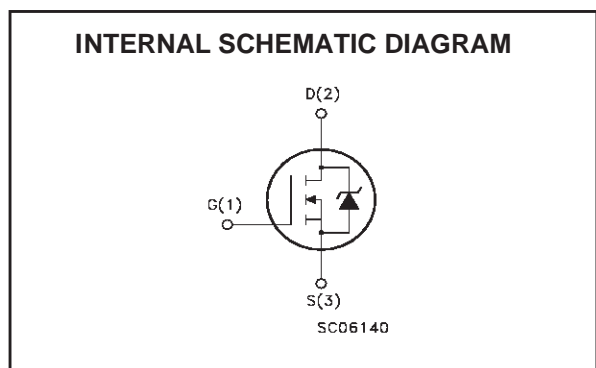 INTERNAL SCHEMATIC DIAGRAM
D(2)
G(1)
S(3)
SC06140